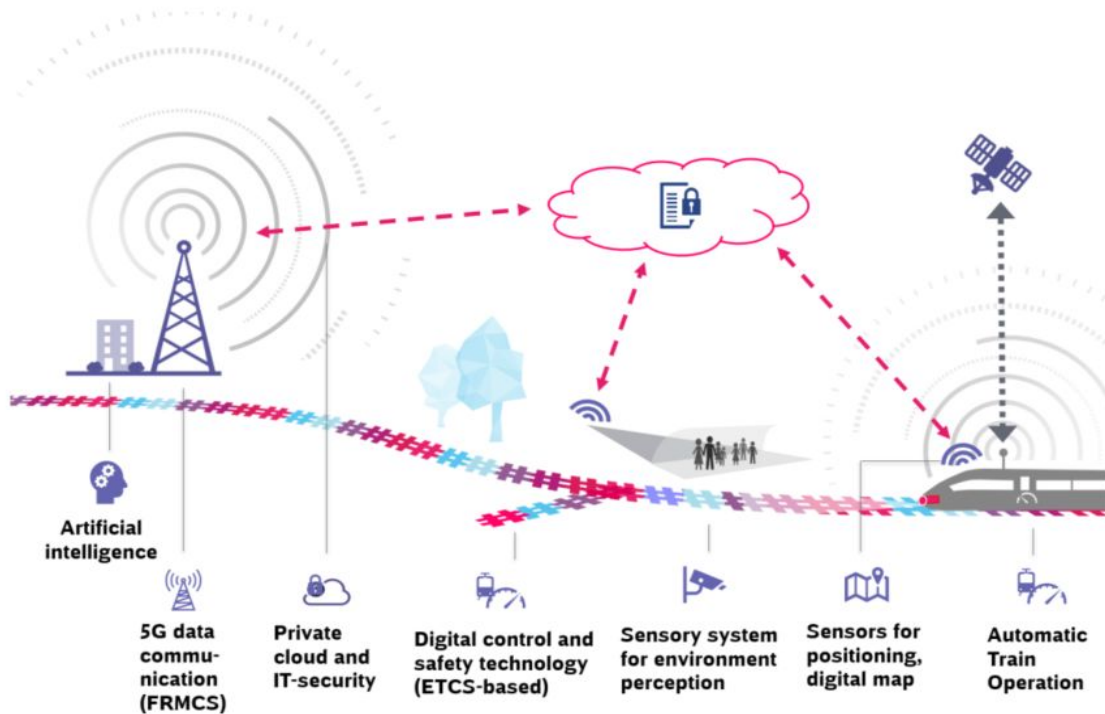 Artificial
intelligence
5G data
commu-
nication
(FRMCS)
Private
cloud and
IT-security
Digital control and
safety technology
(ETCS-based)
Sensory system
for environment
perception
Sensors for
positioning,
digital map
Automatic
Train
Operation